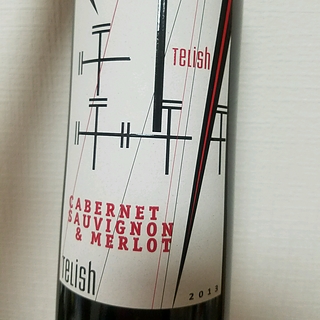 TELiSH
CABERNET
SAUVIGNON
& MERLOT
TELiSH
2013